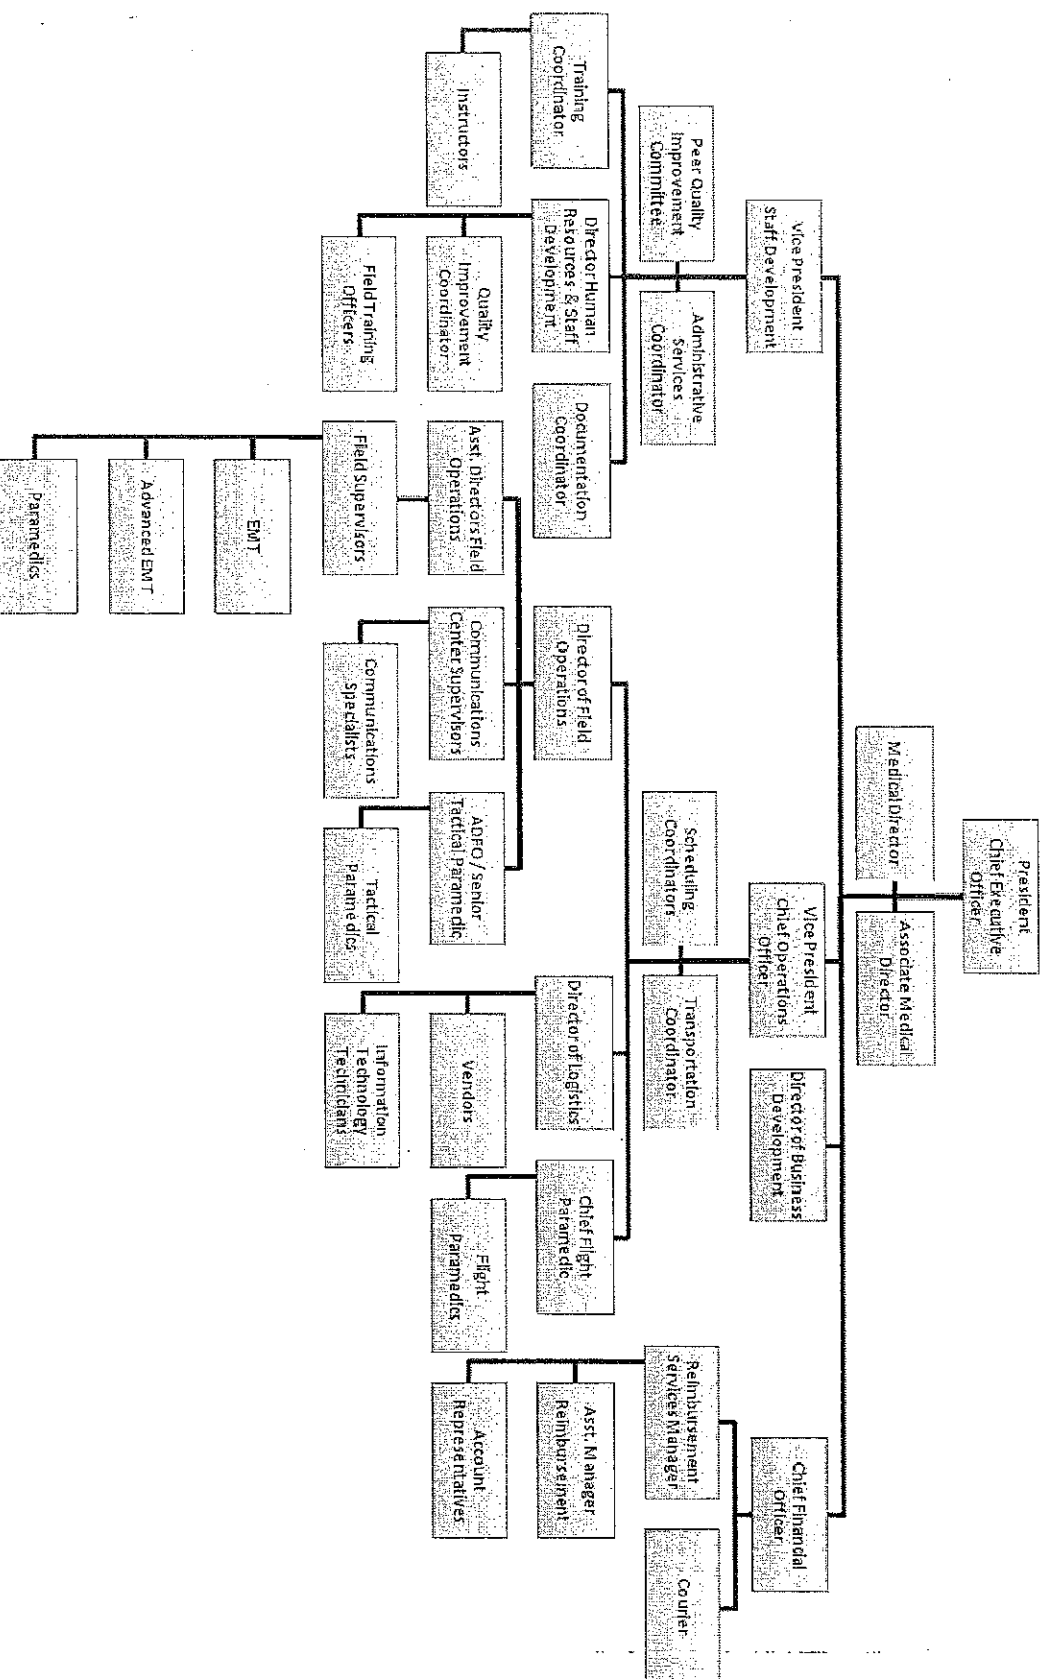 President
Chief Executive
Officer
Medical Director
Associate Medical
Director
Vice President
Staff Development
Vice President
Chief Operations
Officer
Director of Business
Development
Chief Financial
Officer
Peer Quality
Improvement
Committee
Administrative
Services
Coordinator
Scheduling
Coordinators
Transportation
Coordinator
Reimbursement
Services Manager
Courier
Training
Coordinator
Director Human
Resources & Staff
Development
Documentation
Coordinator
Director of Field
Operations
Director of Logistics
Chief Flight
Paramedic
Asst. Manager
Reimbursement
Instructors
Quality
Improvement
Coordinator
Asst. Directors Field
Operations
Communications
Center Supervisors
ADFO / Senior
Tactical Paramedic
Vendors
Flight
Paramedics
Account
Representatives
Field Training
Officers
Field Supervisors
Communications
Specialists
Tactical
Paramedics
Information
Technology
Technicians
EMT
Advanced EMT
Paramedics